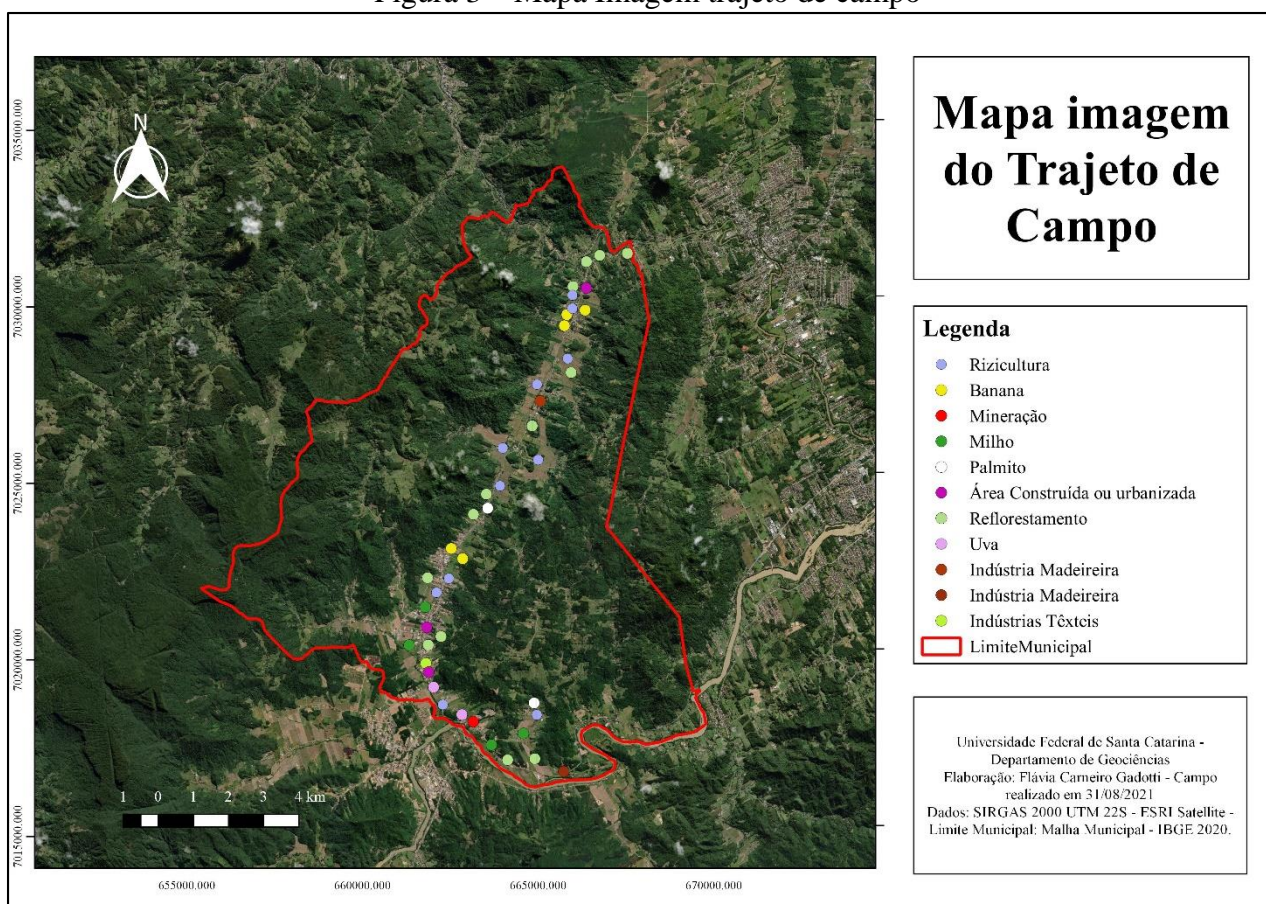 Figura 3 – Mapa Imagem trajeto de campo
N
7035000,000
7030000,000
7025000,000
7020000,000
7015000,000
1 0 1 2 3 4 km
655000,000 660000,000 665000,000 670000,000
Mapa imagem
do Trajeto de
Campo
Legenda
Rizicultura
Banana
Mineração
Milho
Palmito
Área Construída ou urbanizada
Reflorestamento
Uva
Indústria Madeireira
Indústria Madeireira
Indústrias Têxteis
LimiteMunicipal
Universidade Federal de Santa Catarina -
Departamento de Geociências
Elaboração: Flávia Carneiro Gadotti - Campo
realizado em 31/08/2021
Dados: SIRGAS 2000 UTM 22S - ESRI Satellite -
Limite Municipal: Malha Municipal - IBGE 2020.